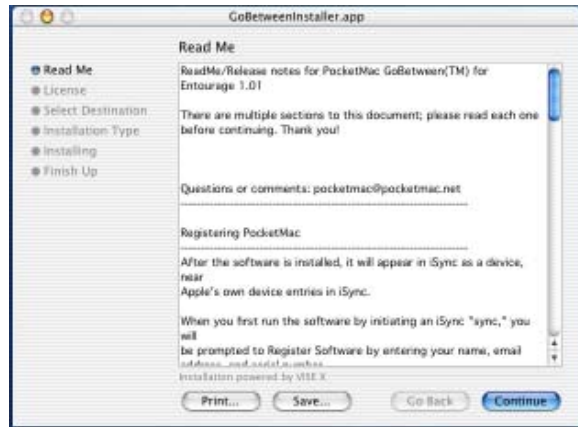 GoBetweenInstaller.app
Read Me
Read Me
License
Select Destination
Installation Type
Installing
Finish Up
ReadMe/Release notes for PocketMac GoBetween(TM) for
Entourage 1.01
There are multiple sections to this document; please read each one
before continuing. Thank you!
Questions or comments: pocketmac@pocketmac.net
Registering PocketMac
After the software is installed, it will appear in iSync as a device,
near
Apple's own device entries in iSync.
When you first run the software by initiating an iSync "sync," you
will
be prompted to Register Software by entering your name, email
address, and serial number
Installation powered by VISE X
Print...
Save...
Go Back
Continue